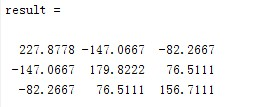 result =
227.8778 -147.0667 -82.2667
-147.0667 179.8222 76.5111
-82.2667 76.5111 156.7111